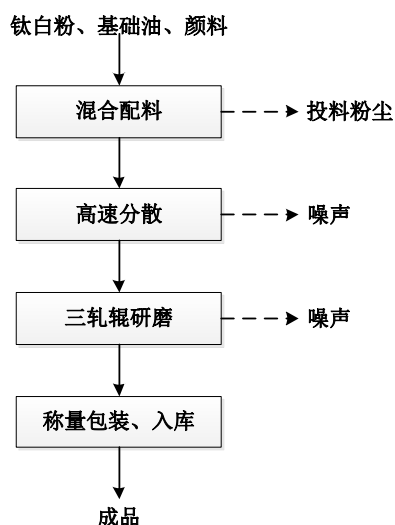 钛白粉、基础油、颜料
混合配料
投料粉尘
高速分散
噪声
三轧辊研磨
噪声
称量包装、入库
成品